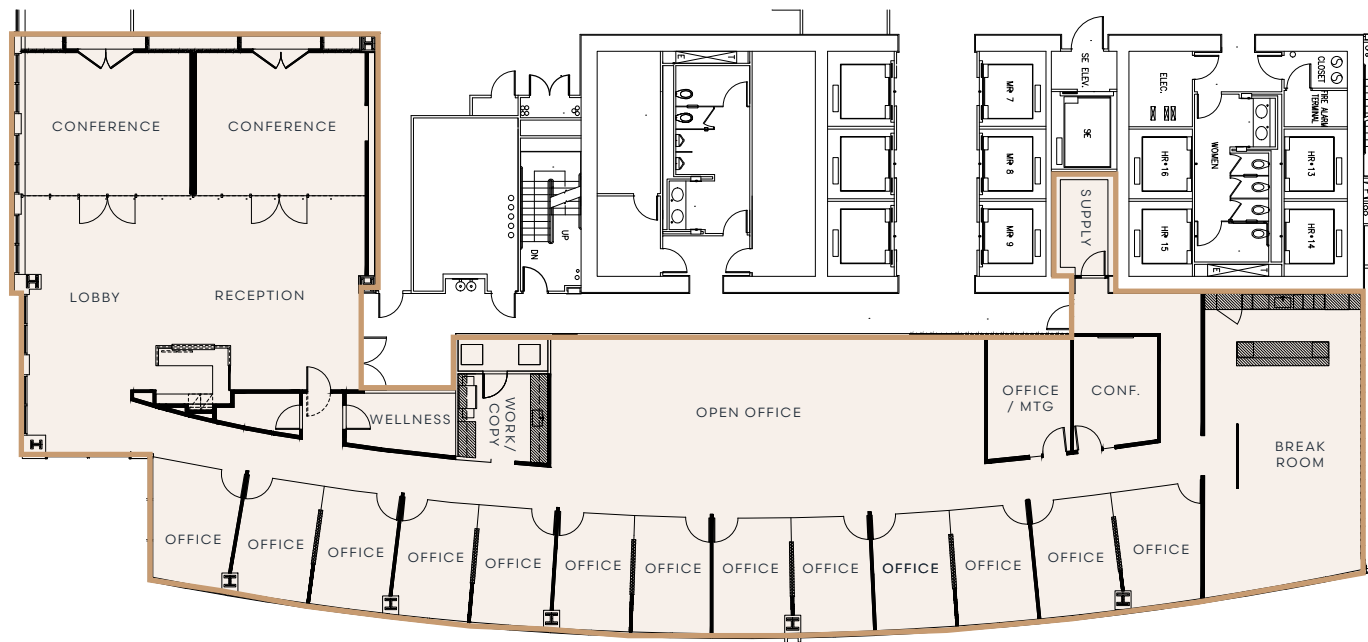 E
T
SE ELEV.
ELEC.
CLOSET
FIRE ALARM
TERMINAL
MR 7
SE
CONFERENCE
CONFERENCE
MR 8
HR 16
WOMEN
HR 13
SUPPLY
UP
DN
MR 9
HR 15
HR 14
E
T
LOBBY
RECEPTION
WELLNESS
WORK/
COPY
OPEN OFFICE
OFFICE
/ MTG
CONF.
BREAK
ROOM
OFFICE
OFFICE
OFFICE
OFFICE
OFFICE
OFFICE
OFFICE
OFFICE
OFFICE
OFFICE
OFFICE
OFFICE
OFFICE